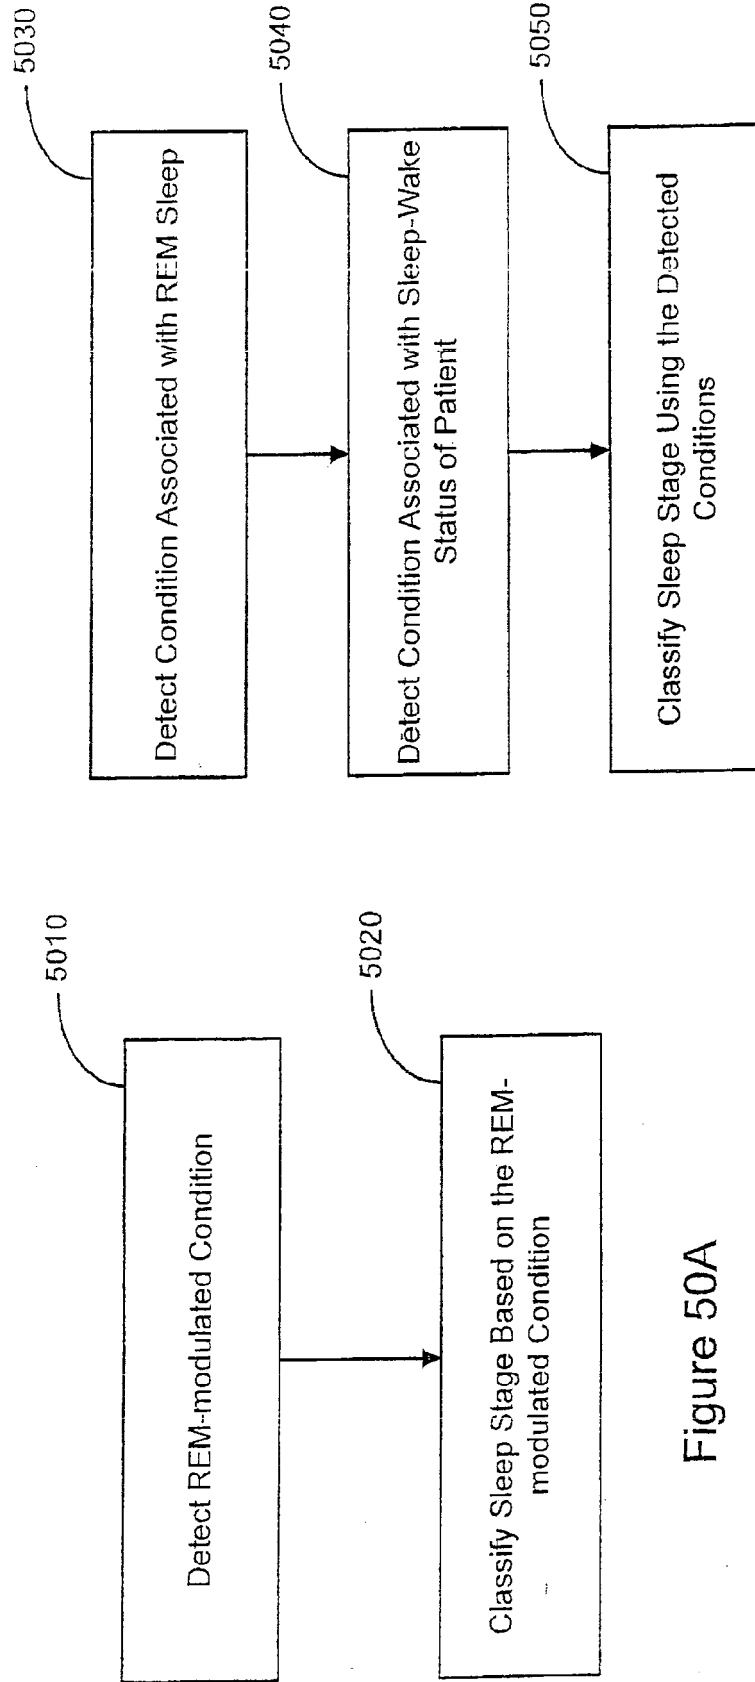 5010
Detect REM-modulated Condition
5020
Classify Sleep Stage Based on the REM-
modulated Condition
Figure 50A
5030
Detect Condition Associated with REM Sleep
5040
Detect Condition Associated with Sleep-Wake
Status of Patient
5050
Classify Sleep Stage Using the Detected
Conditions